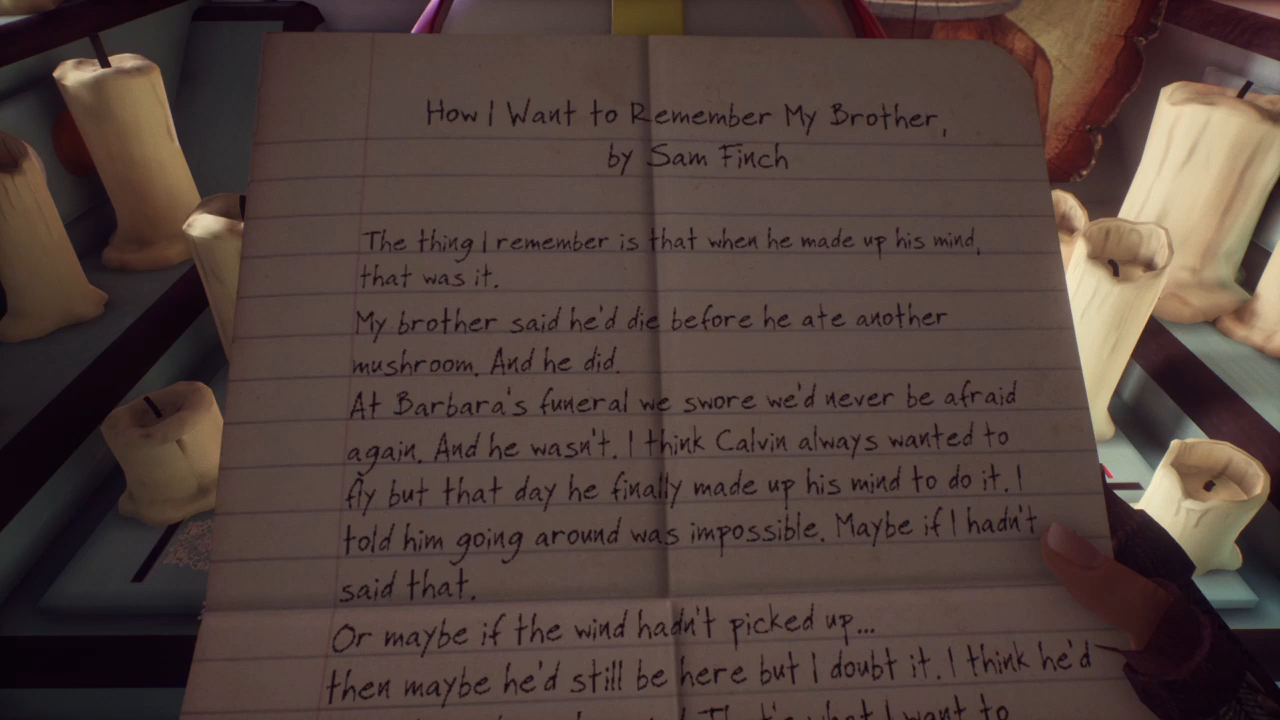 How I Want to Remember My Brother,
by Sam Finch
The thing I remember is that when he made up his mind,
that was it.
My brother said he'd die before he ate another
mushroom. And he did.
At Barbara's funeral we swore we'd never be afraid
again. And he wasn't. I think Calvin always wanted to
fly but that day he finally made up his mind to do it. I
told him going around was impossible. Maybe if I hadn't
said that.
Or maybe if the wind hadn't picked up...
then maybe he'd still be here but I doubt it. I think he'd
That's what I want to